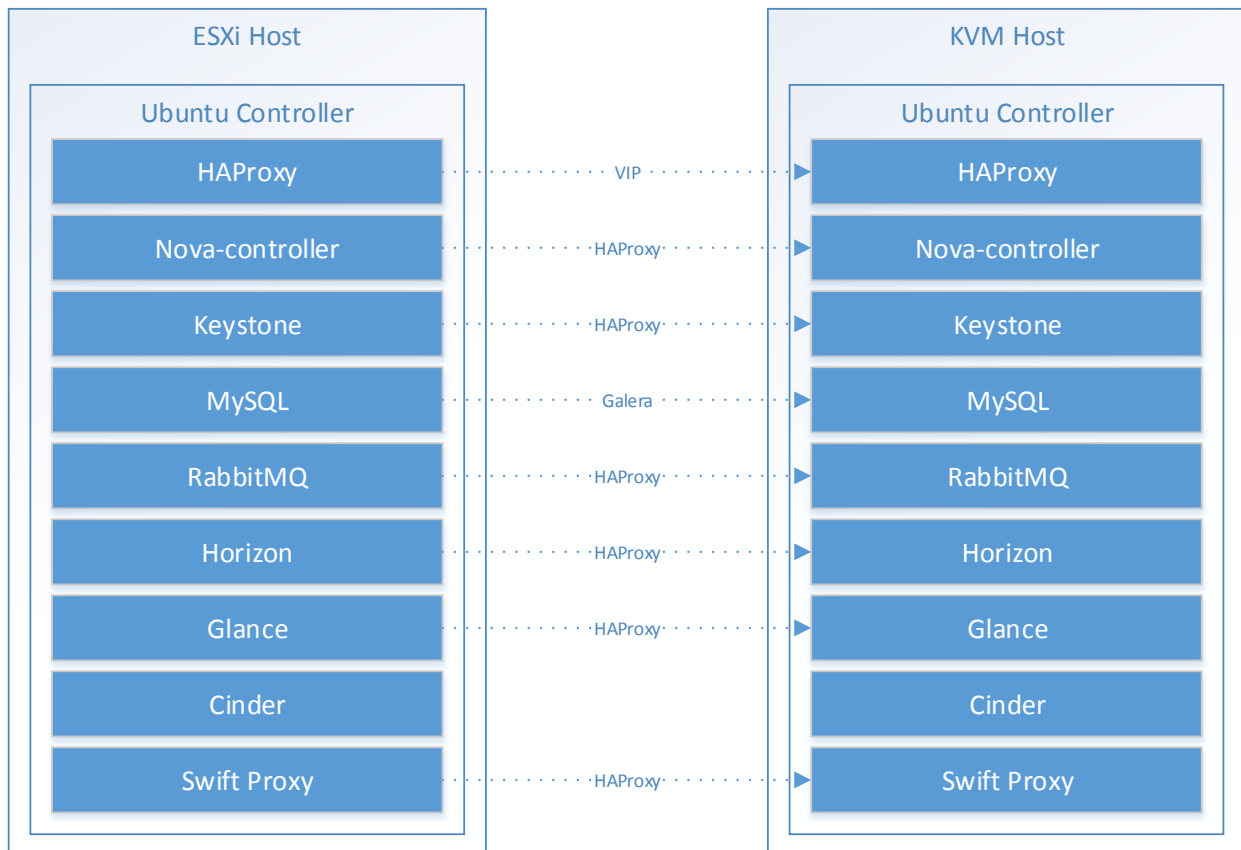 ESXi Host
KVM Host
Ubuntu Controller
Ubuntu Controller
HAProxy
VIP
HAProxy
Nova-controller
HAProxy
Nova-controller
Keystone
HAProxy
Keystone
MySQL
Galera
MySQL
RabbitMQ
HAProxy
RabbitMQ
Horizon
HAProxy
Horizon
Glance
HAProxy
Glance
Cinder
Cinder
Swift Proxy
HAProxy
Swift Proxy